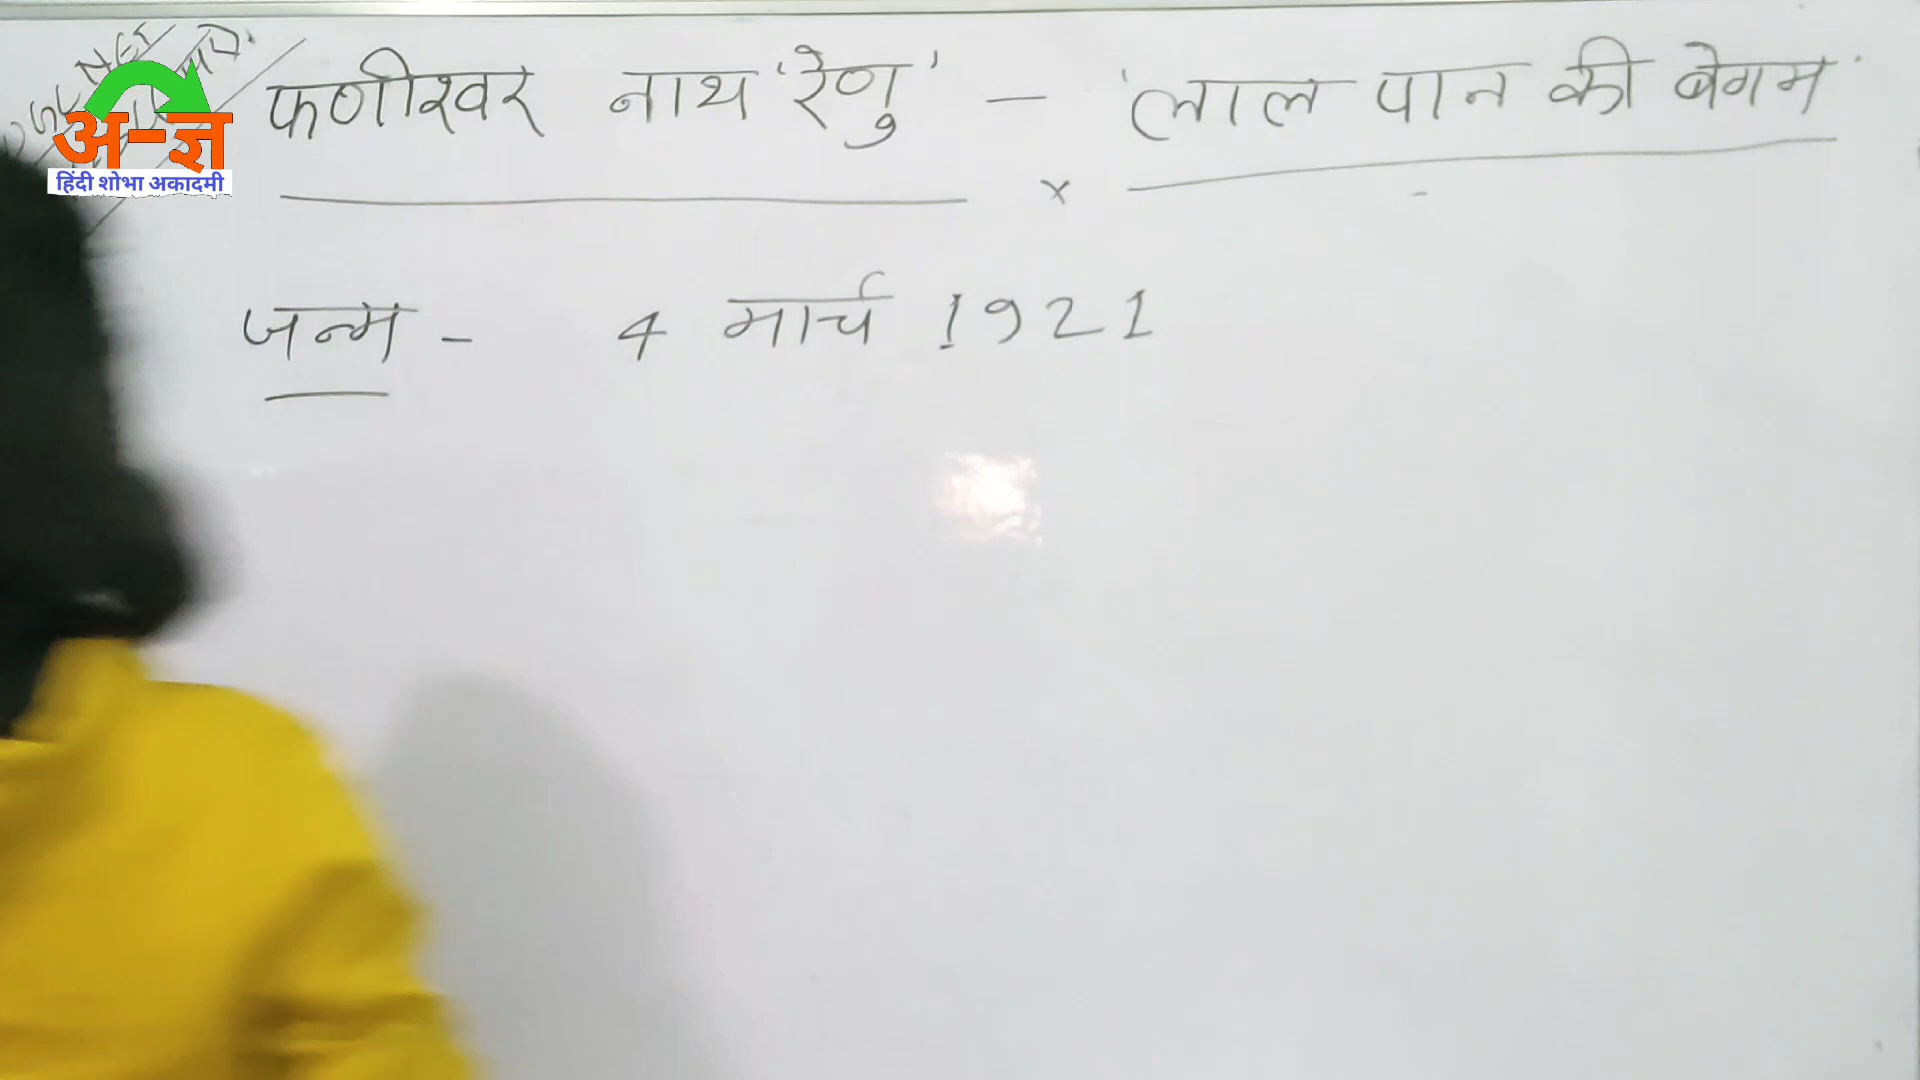 फणीश्वर नाथ 'रेणु' – 'लाल पान की बेगम'
जन्म - 4 मार्च 1921
अ-ज्ञ
हिंदी शोभा अकादमी